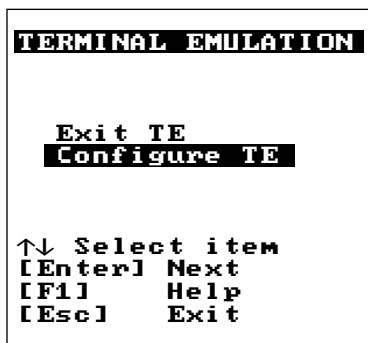 TERMINAL EMULATION
Exit TE
Configure TE
↑↓ Select item
[Enter] Next
[F1] Help
[Esc] Exit